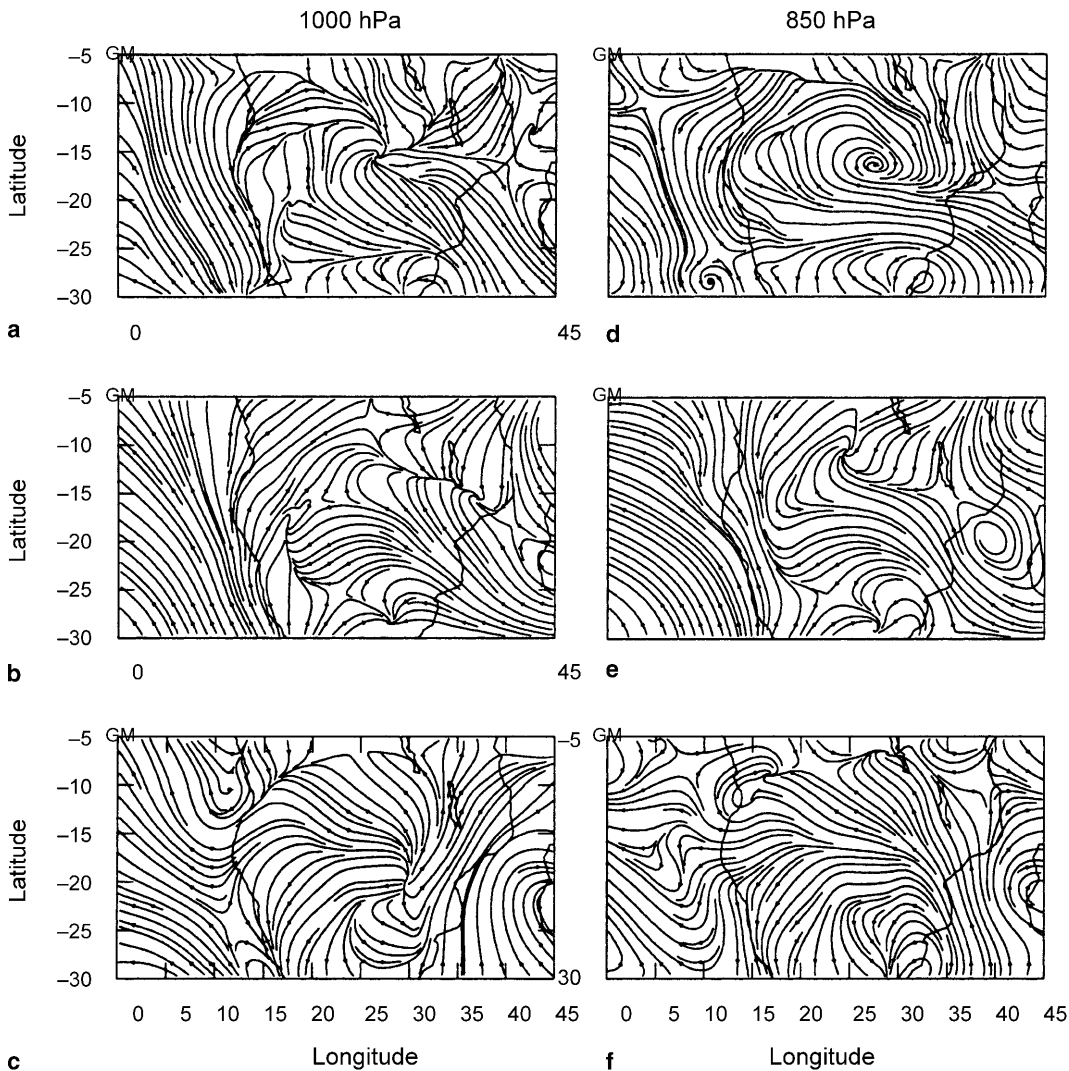 1000 hPa 850 hPa
GM GM
Latitude
–5
–10
–15
–20
–25
–30
a 0 45 d
GM GM
Latitude
–5
–10
–15
–20
–25
–30
b 0 45 e
GM –5 GM
Latitude
–5
–10
–15
–20
–25
–30
30
0 5 10 15 20 25 30 35 40 45 0 5 10 15 20 25 30 35 40 45
c Longitude Longitude f